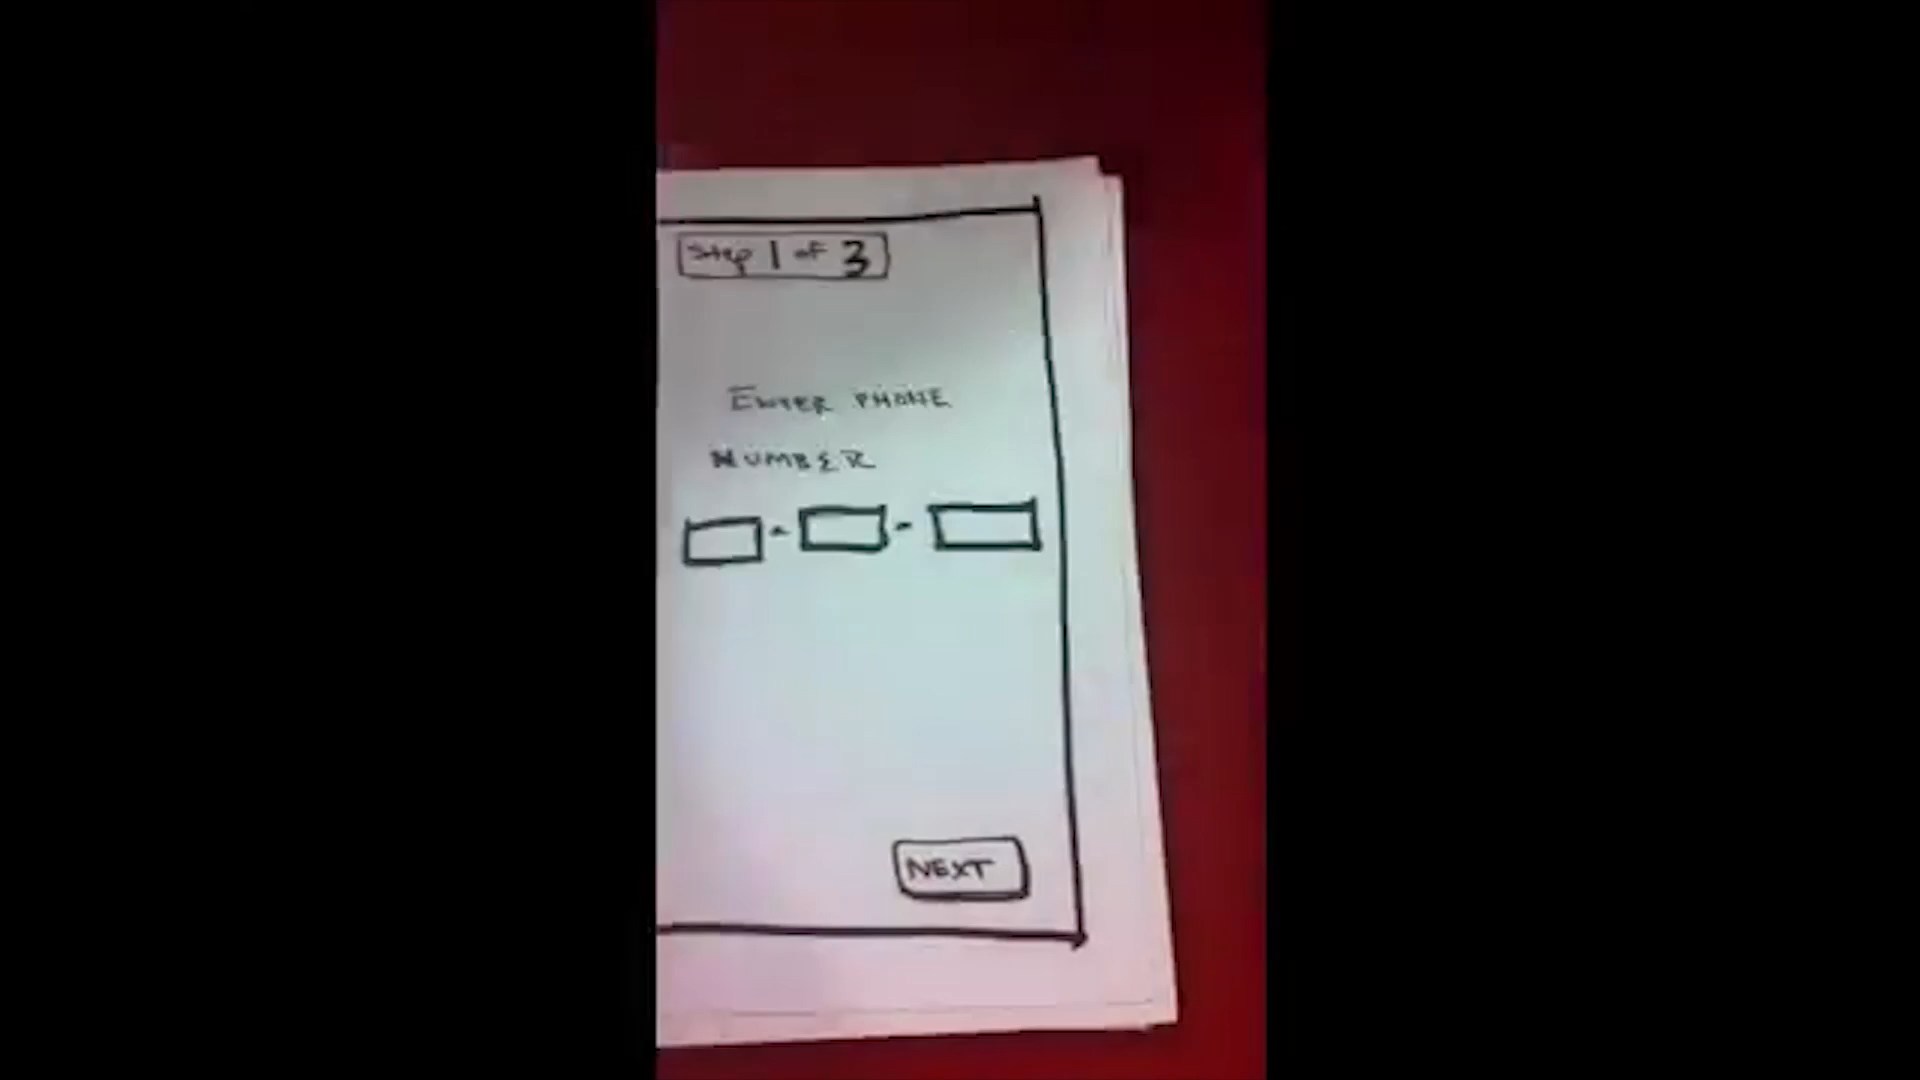 Step 1 of 3
ENTER PHONE
NUMBER
- -
NEXT